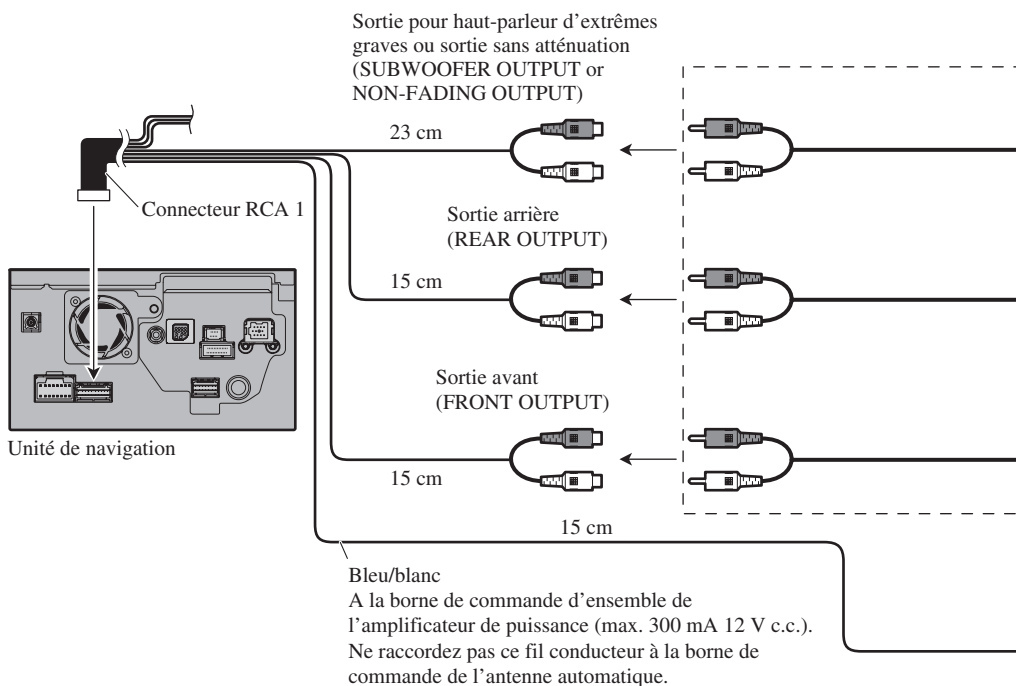 Sortie pour haut-parleur d’extrêmes
graves ou sortie sans atténuation
(SUBWOOFER OUTPUT or
NON-FADING OUTPUT)
23 cm
Connecteur RCA 1
Sortie arrière
(REAR OUTPUT)
15 cm
Sortie avant
(FRONT OUTPUT)
Unité de navigation
15 cm
15 cm
Bleu/blanc
A la borne de commande d’ensemble de
l’amplificateur de puissance (max. 300 mA 12 V c.c.).
Ne raccordez pas ce fil conducteur à la borne de
commande de l’antenne automatique.